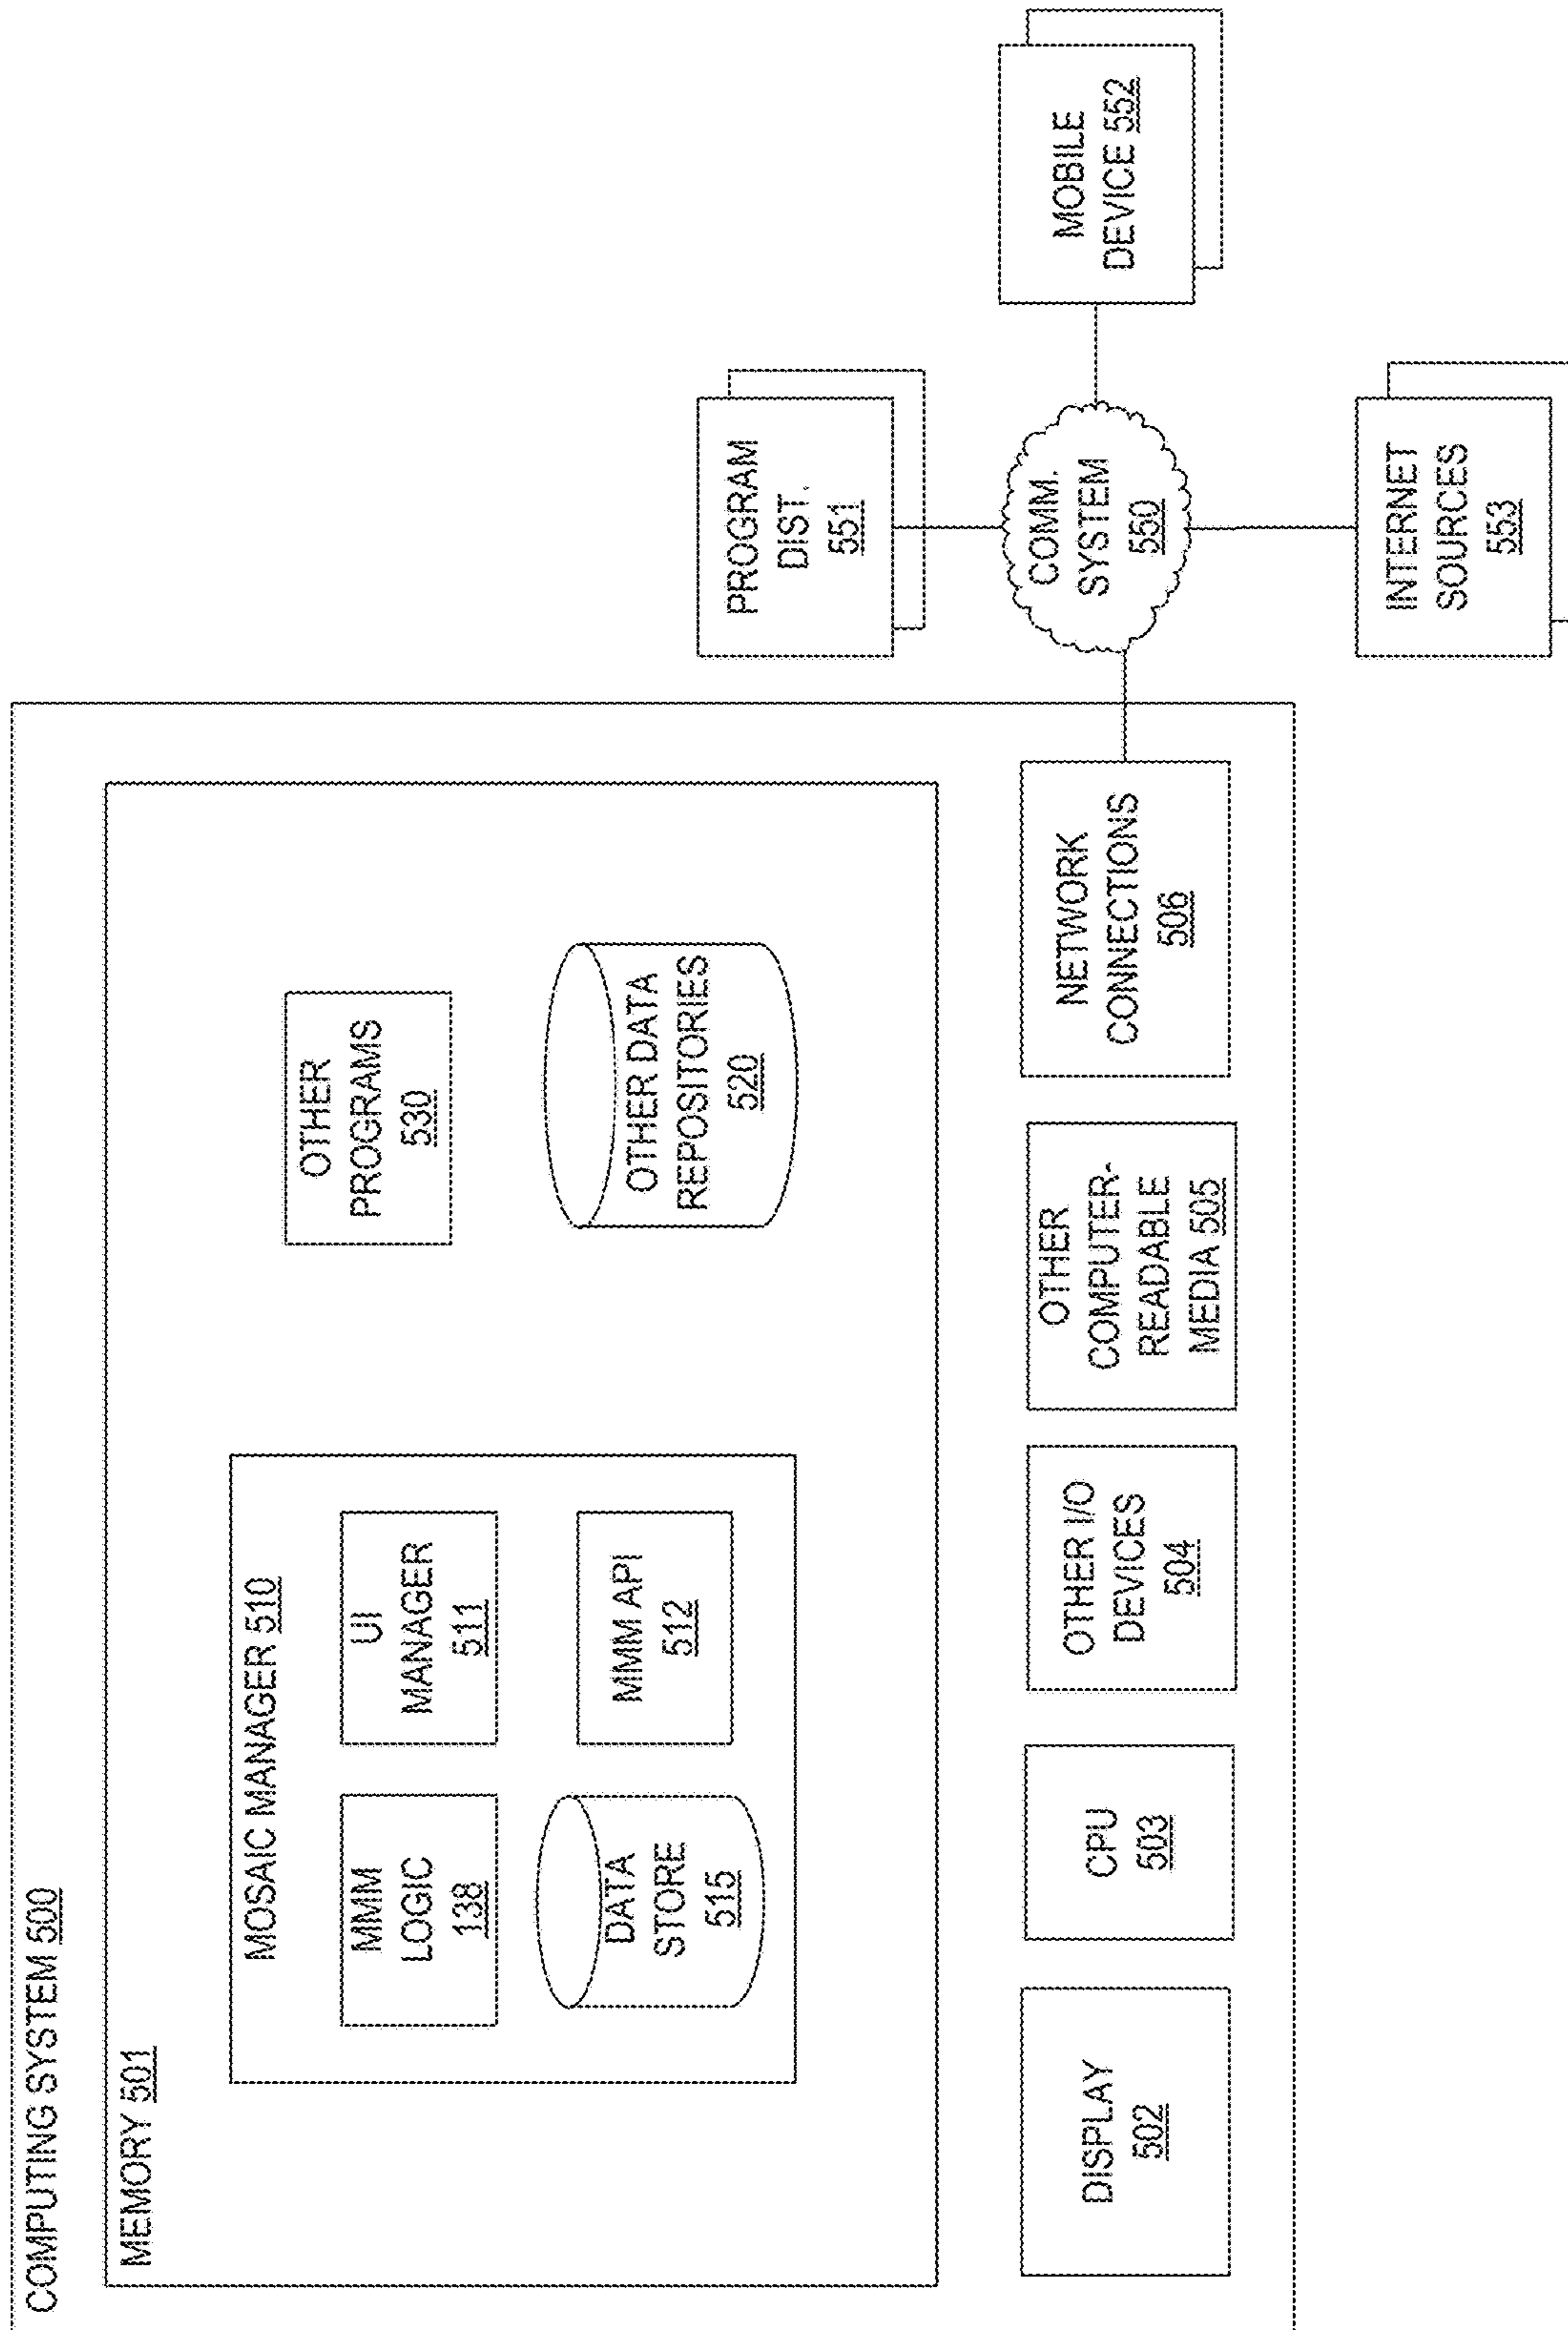 COMPUTING SYSTEM 500
MEMORY 501
MOSAIC MANAGER 510
MMM
LOGIC
138
UI
MANAGER
511
DATA
STORE
515
MMM API
512
OTHER
PROGRAMS
530
OTHER DATA
REPOSITORIES
520
DISPLAY
502
CPU
503
OTHER I/O
DEVICES
504
OTHER
COMPUTER-
READABLE
MEDIA 505
NETWORK
CONNECTIONS
506
PROGRAM
DIST.
551
COMM.
SYSTEM
550
MOBILE
DEVICE 552
INTERNET
SOURCES
553